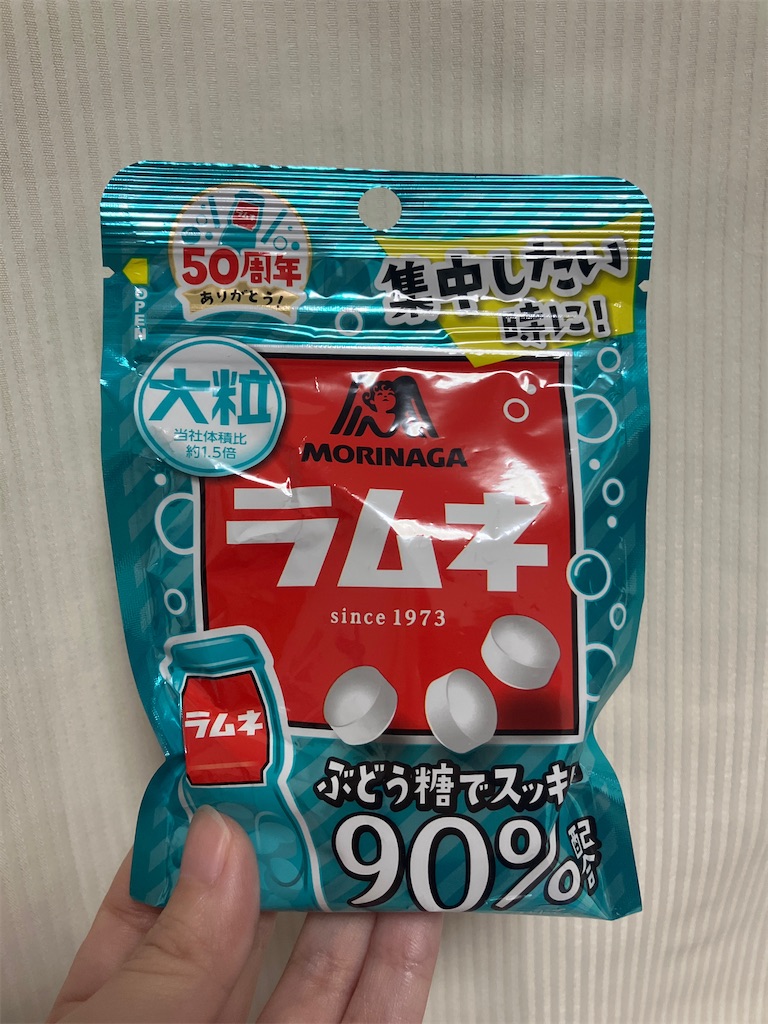 50周年
ありがとう!
集中したい
時に!
OPEN
大粒
当社体積比
約1.5倍
MORINAGA
ラムネ
since 1973
ラムネ
ぶどう糖でスッキ
90%配合